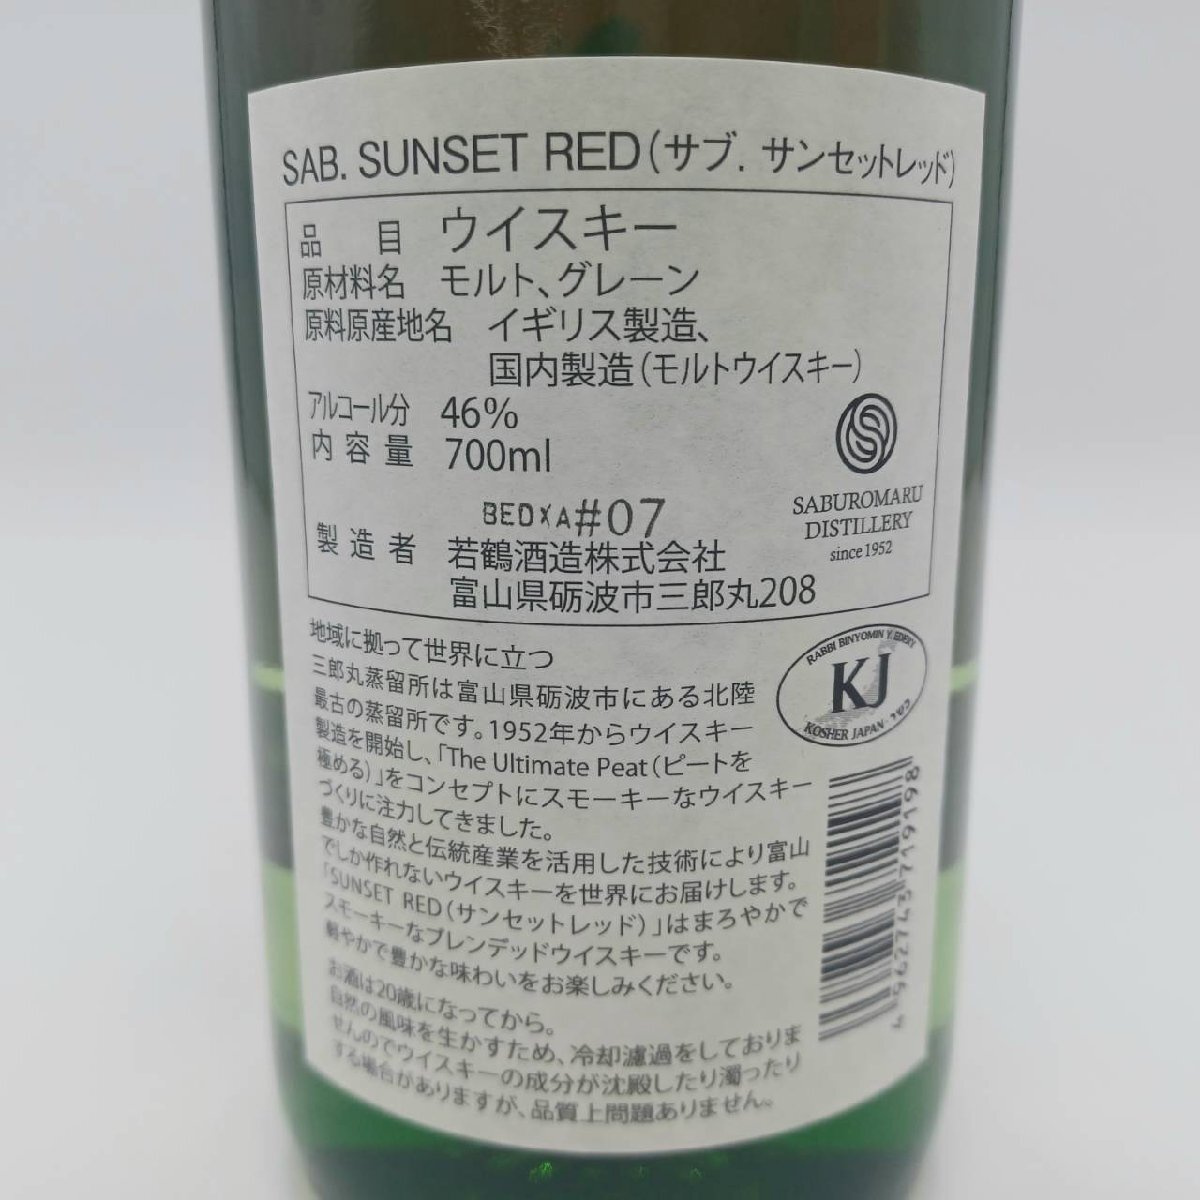 SAB. SUNSET RED(サブ. サンセットレッド)
品目 ウイスキー
原材料名 モルト、グレーン
原料原産地名 イギリス製造、
国内製造(モルトウイスキー)
アルコール分 46%
内容量 700ml
SABUROMARU
DISTILLERY
since1952
#07
製造者 若鶴酒造株式会社
富山県砺波市三郎丸208
地域に拠って世界に立つ
三郎丸蒸留所は富山県砺波市にある北陸
最古の蒸留所です。1952年からウイスキー
製造を開始し、「The Ultimate Peat(ピートを
極める)」をコンセプトにスモーキーなウイスキー
づくりに注力してきました。
豊かな自然と伝統産業を活用した技術により富山
でしか作れないウイスキーを世界にお届けします。
「SUNSET RED(サンセットレッド)」はまろやかで
スモーキーなブレンデッドウイスキーです。
軽やかで豊かな味わいをお楽しみください。
お酒は20歳になってから。
自然の風味を生かすため、冷却濾過をしておりま
せんのでウイスキーの成分が沈殿したり濁ったり
する場合がありますが、品質上問題ありません。
RABBI BINYOMIN Y. EDERY
KJ
KOSHER JAPAN - כשר
4 962743 719198